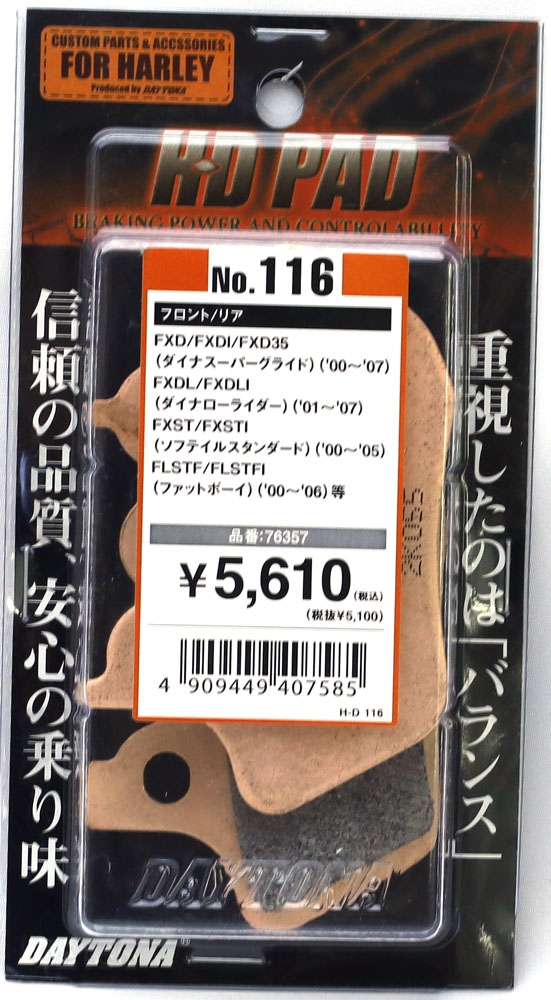 CUSTOM PARTS & ACCSSORIES
FOR HARLEY
Produced by DAYTONA
H-D PAD
BRAKING POWER AND CONTROLABILLITY
重視したのは「バランス」
信頼の品質、安心の乗り味
No.116
フロント/リア
FXD/FXDI/FXD35
(ダイナスーパーグライド) ('00~'07)
FXDL/FXDLI
(ダイナローライダー) ('01~'07)
FXST/FXSTI
(ソフテイルスタンダード) ('00~'05)
FLSTF/FLSTFI
(ファットボーイ) ('00~'06) 等
品番:76357
¥5,610(税込)
(税抜¥5,100)
4 909449 407585
H-D 116
DAYTONA
DAYTONA